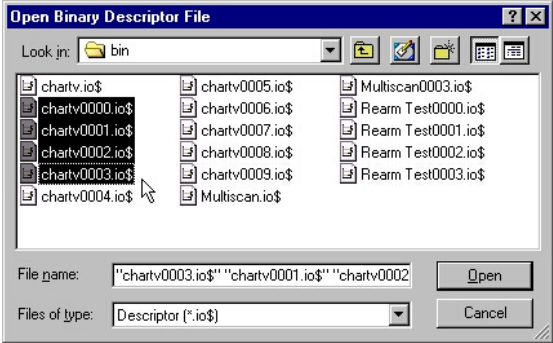 Open Binary Descriptor File
Look in: bin
chartv.io$
chartv0000.io$
chartv0001.io$
chartv0002.io$
chartv0003.io$
chartv0004.io$
chartv0005.io$
chartv0006.io$
chartv0007.io$
chartv0008.io$
chartv0009.io$
Multiscan.io$
Multiscan0003.io$
Rearm Test0000.io$
Rearm Test0001.io$
Rearm Test0002.io$
Rearm Test0003.io$
File name: "chartv0003.io$" "chartv0001.io$" "chartv0002 Open
Files of type: Descriptor (*.io$) Cancel